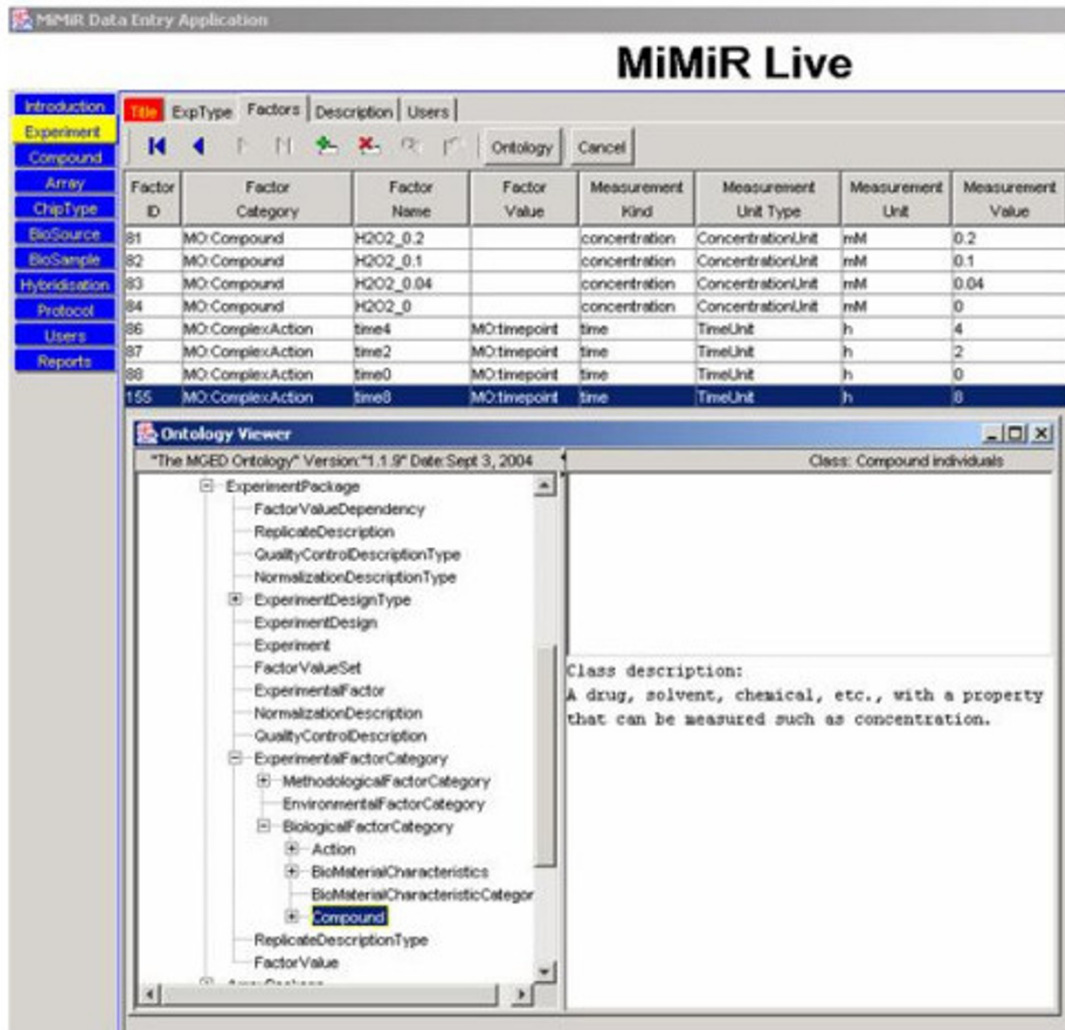 MiMiR Data Entry Application
MiMiR Live
Introduction
Experiment
Compound
Array
ChipType
BioSource
BioSample
Hybridisation
Protocol
Users
Reports
Title ExpType Factors Description Users
Ontology Cancel
Factor ID Factor Category Factor Name Factor Value Measurement Kind Measurement Unit Type Measurement Unit Measurement Value
81 MO:Compound H2O2_0.2 concentration ConcentrationUnit mM 0.2
82 MO:Compound H2O2_0.1 concentration ConcentrationUnit mM 0.1
83 MO:Compound H2O2_0.04 concentration ConcentrationUnit mM 0.04
84 MO:Compound H2O2_0 concentration ConcentrationUnit mM 0
86 MO:ComplexAction time4 MO:timepoint time TimeUnit h 4
87 MO:ComplexAction time2 MO:timepoint time TimeUnit h 2
88 MO:ComplexAction time0 MO:timepoint time TimeUnit h 0
155 MO:ComplexAction time8 MO:timepoint time TimeUnit h 8
Ontology Viewer
"The MGED Ontology" Version:"1.1.9" Date:Sept 3, 2004
Class: Compound individuals
ExperimentPackage
FactorValueDependency
ReplicateDescription
QualityControlDescriptionType
NormalizationDescriptionType
ExperimentDesignType
ExperimentDesign
Experiment
FactorValueSet
ExperimentalFactor
NormalizationDescription
QualityControlDescription
ExperimentalFactorCategory
MethodologicalFactorCategory
EnvironmentalFactorCategory
BiologicalFactorCategory
Action
BioMaterialCharacteristics
BioMaterialCharacteristicCategor
Compound
ReplicateDescriptionType
FactorValue
Class description:
A drug, solvent, chemical, etc., with a property
that can be measured such as concentration.